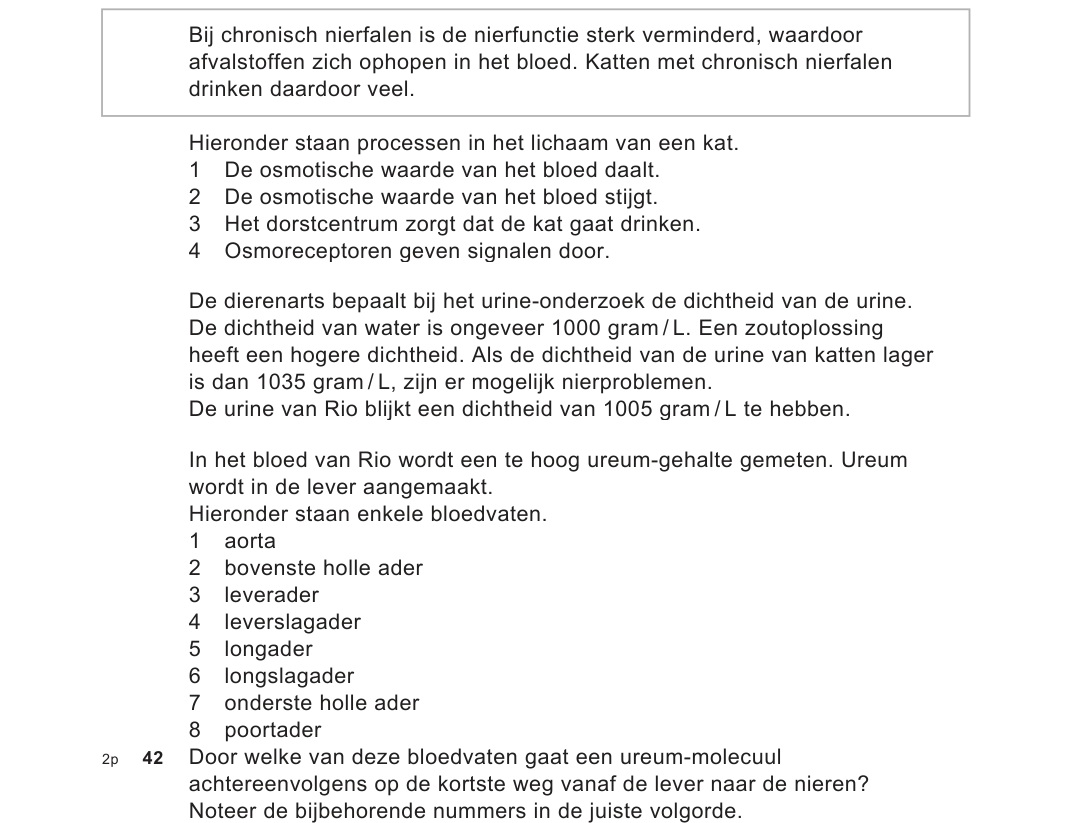 Bij chronisch nierfalen is de nierfunctie sterk verminderd, waardoor
afvalstoffen zich ophopen in het bloed. Katten met chronisch nierfalen
drinken daardoor veel.
Hieronder staan processen in het lichaam van een kat.
1 De osmotische waarde van het bloed daalt.
2 De osmotische waarde van het bloed stijgt.
3 Het dorstcentrum zorgt dat de kat gaat drinken.
4 Osmoreceptoren geven signalen door.
De dierenarts bepaalt bij het urine-onderzoek de dichtheid van de urine.
De dichtheid van water is ongeveer 1000 gram/L. Een zoutoplossing
heeft een hogere dichtheid. Als de dichtheid van de urine van katten lager
is dan 1035 gram/L, zijn er mogelijk nierproblemen.
De urine van Rio blijkt een dichtheid van 1005 gram/L te hebben.
In het bloed van Rio wordt een te hoog ureum-gehalte gemeten. Ureum
wordt in de lever aangemaakt.
Hieronder staan enkele bloedvaten.
1 aorta
2 bovenste holle ader
3 leverader
4 leverslagader
5 longader
6 longslagader
7 onderste holle ader
8 poortader
2p 42 Door welke van deze bloedvaten gaat een ureum-molecuul
achtereenvolgens op de kortste weg vanaf de lever naar de nieren?
Noteer de bijbehorende nummers in de juiste volgorde.